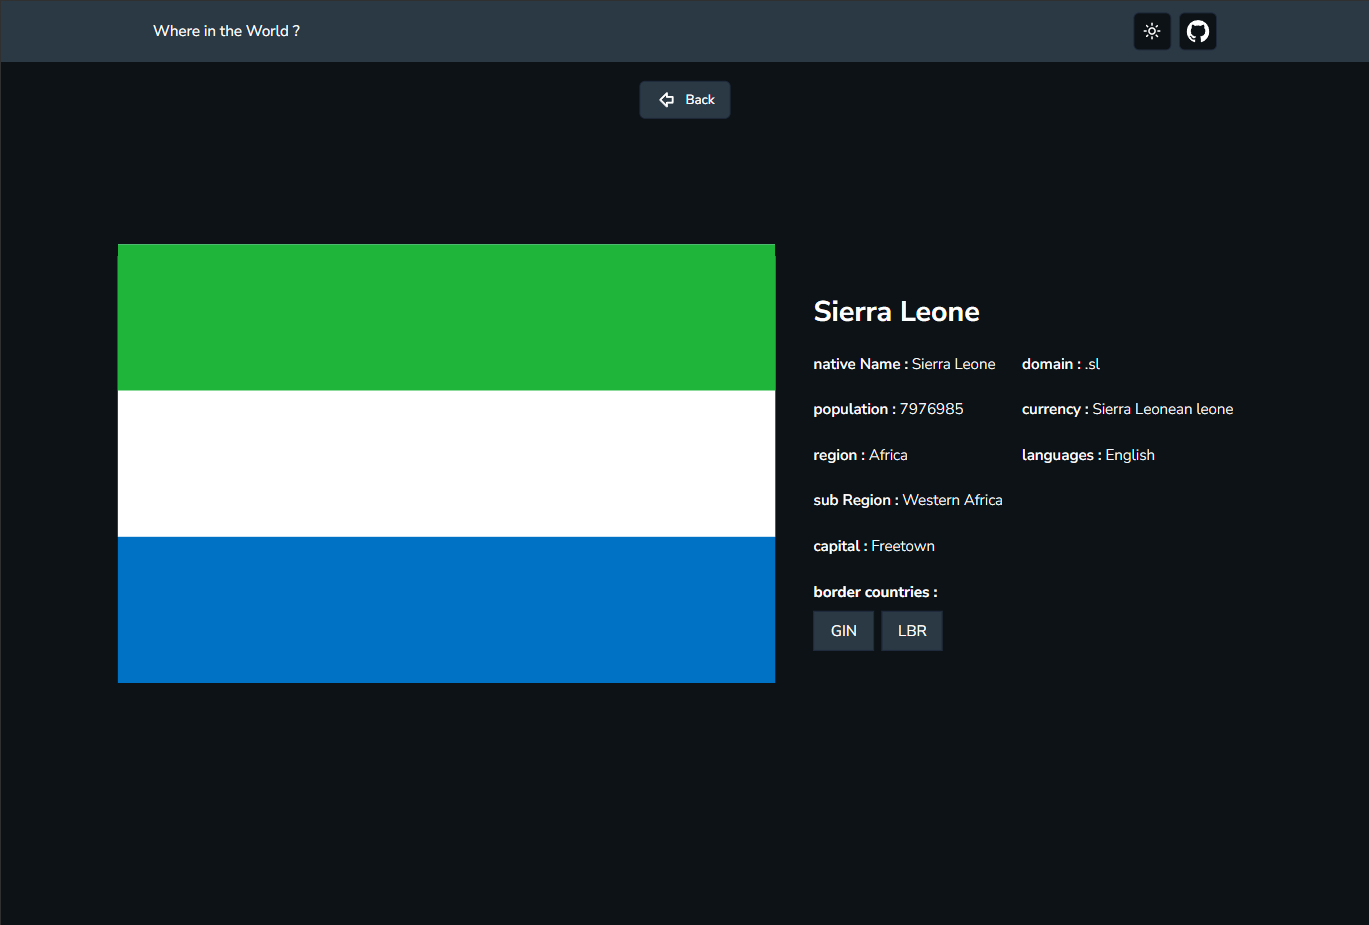 Where in the World ?
Back
Sierra Leone
native Name : Sierra Leone
population : 7976985
region : Africa
sub Region : Western Africa
capital : Freetown
domain : .sl
currency : Sierra Leonean leone
languages : English
border countries :
GIN LBR